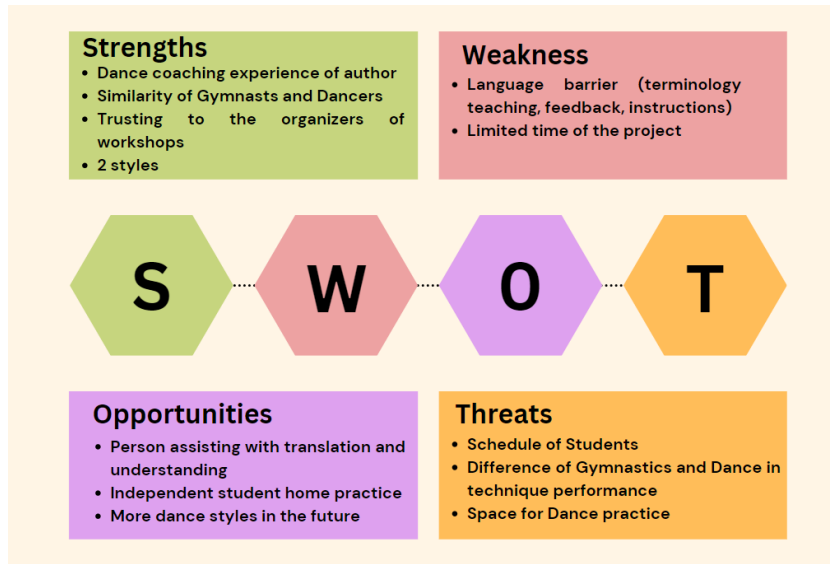 Strengths
• Dance coaching experience of author
• Similarity of Gymnasts and Dancers
• Trusting to the organizers of
workshops
• 2 styles
Weakness
• Language barrier (terminology
teaching, feedback, instructions)
• Limited time of the project
S
W
O
T
Opportunities
• Person assisting with translation and
understanding
• Independent student home practice
• More dance styles in the future
Threats
• Schedule of Students
• Difference of Gymnastics and Dance in
technique performance
• Space for Dance practice